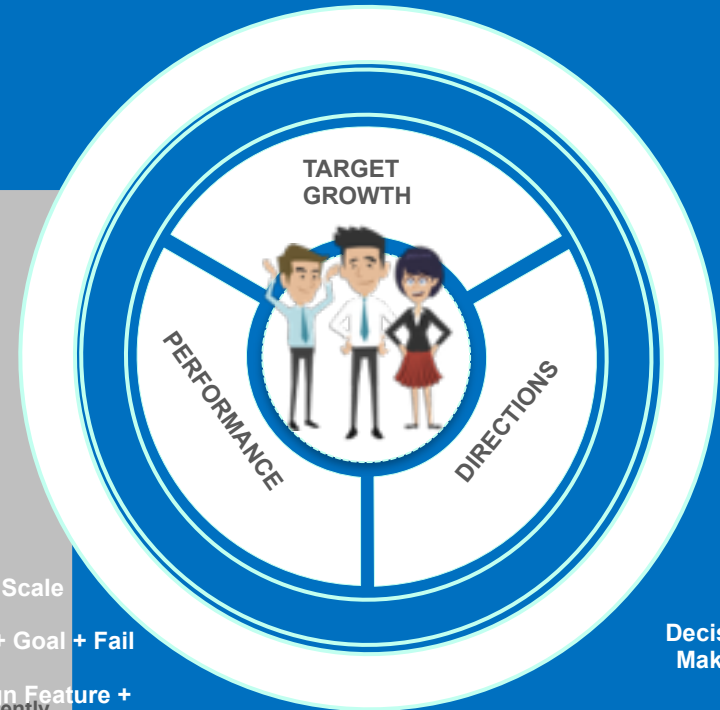 TARGET
GROWTH
PERFORMANCE
DIRECTIONS
Scale
+ Goal + Fail
Feature +